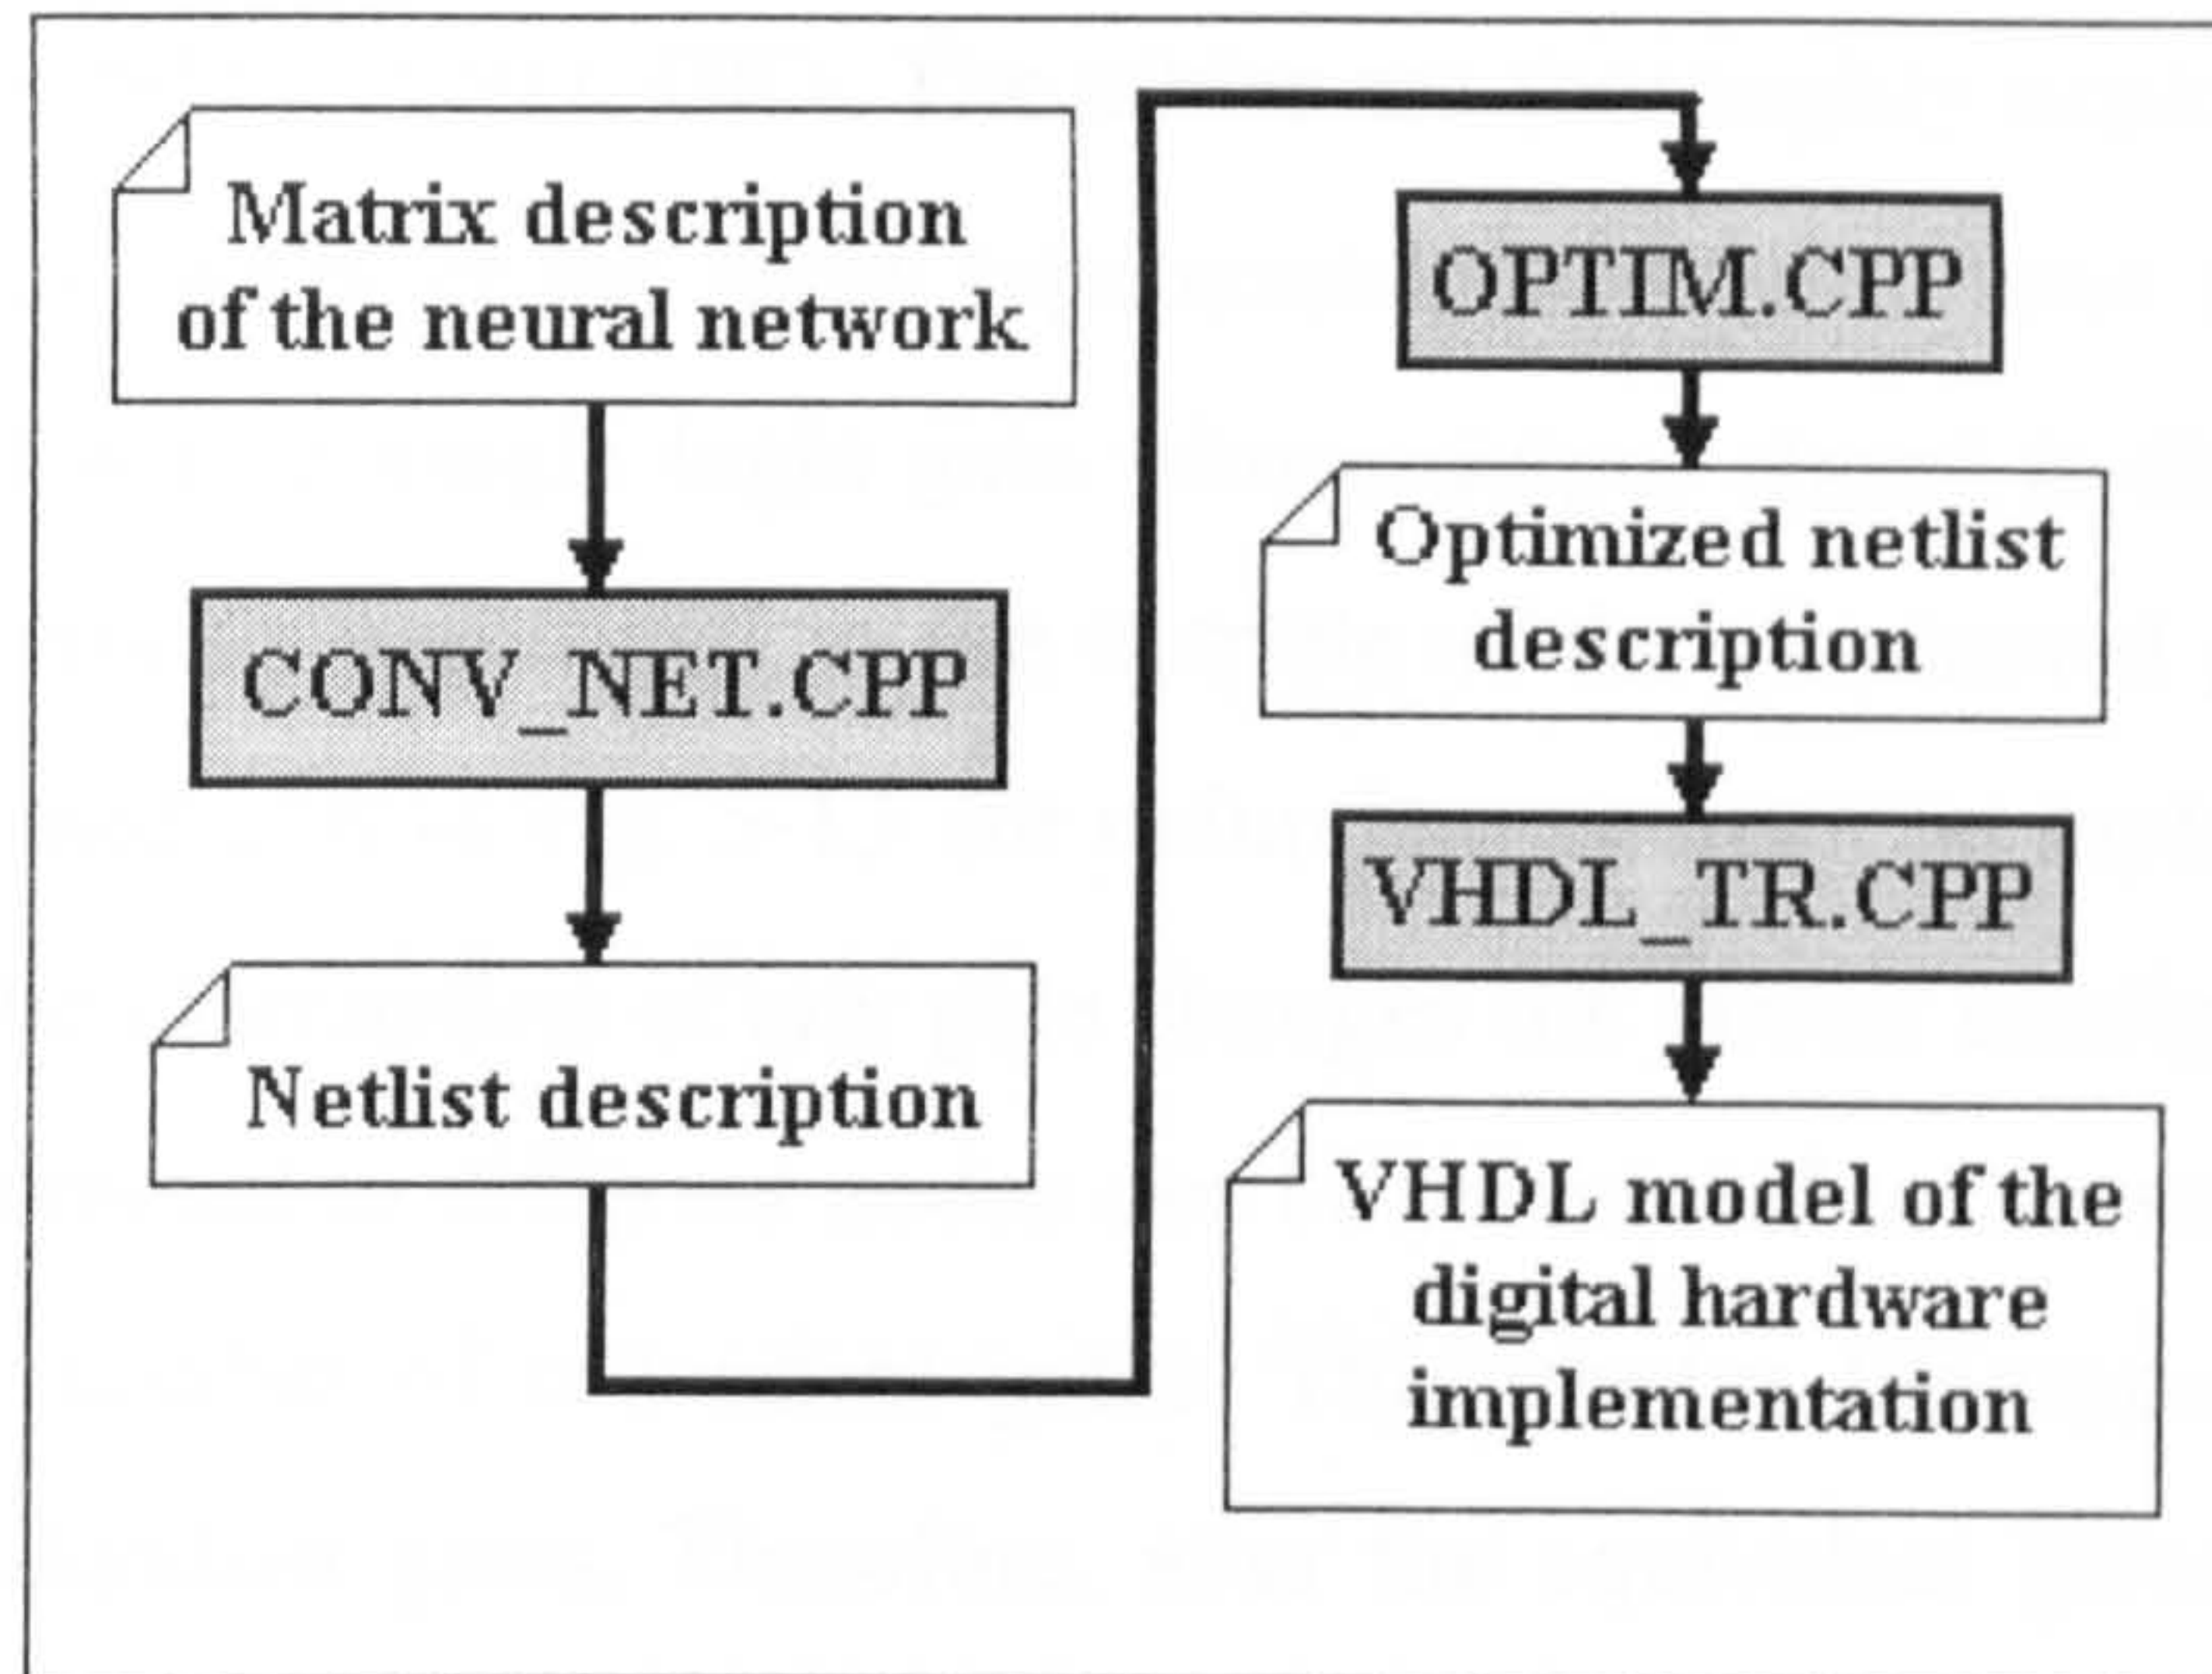 Matrix description
of the neural network
CONV_NET.CPP
Netlist description
OPTIM.CPP
Optimized netlist
description
VHDL_TR.CPP
VHDL model of the
digital hardware
implementation